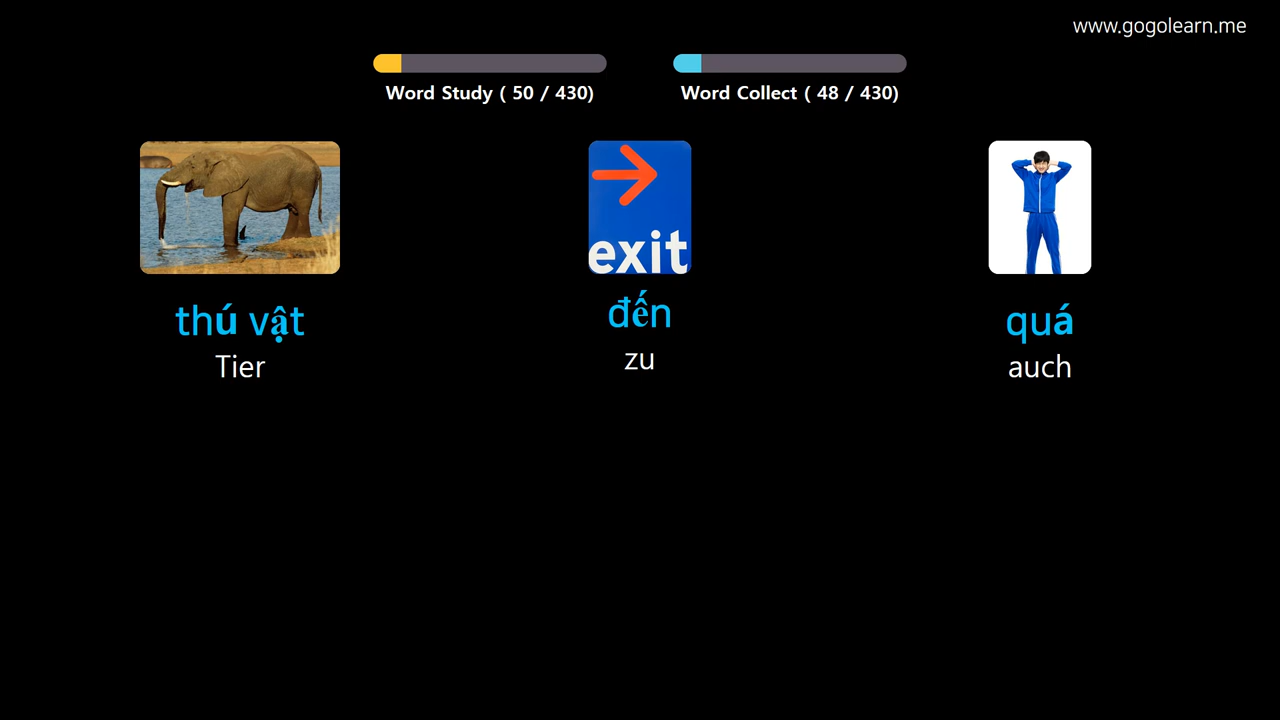 www.gogolearn.me
Word Study ( 50 / 430)
Word Collect ( 48 / 430)
exit
thú vật
đến
quá
Tier
zu
auch